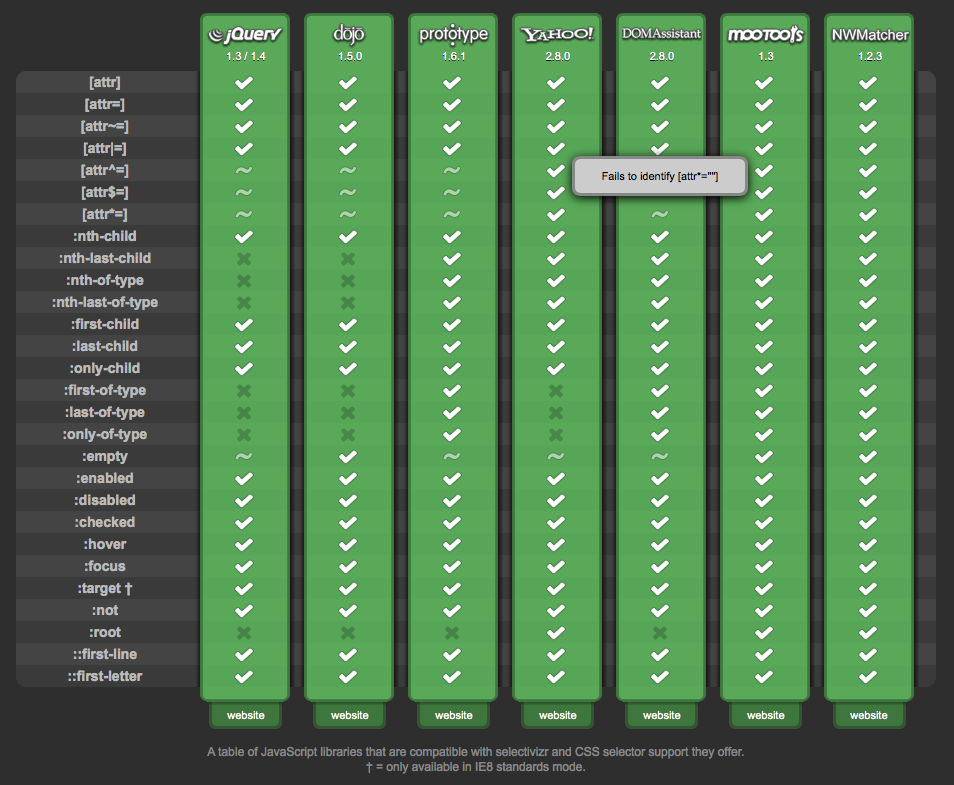 jQuery dojo prototype YAHOO! DOMAssistant mootools NWMatcher
1.3 / 1.4 1.5.0 1.6.1 2.8.0 2.8.0 1.3 1.2.3
[attr]
[attr=]
[attr~=]
[attr|=]
[attr^=]
Fails to identify [attr*=""]
[attr$=]
[attr*=]
:nth-child
:nth-last-child
:nth-of-type
:nth-last-of-type
:first-child
:last-child
:only-child
:first-of-type
:last-of-type
:only-of-type
:empty
:enabled
:disabled
:checked
:hover
:focus
:target †
:not
:root
::first-line
::first-letter
website website website website website website website
A table of JavaScript libraries that are compatible with selectivizr and CSS selector support they offer.
† = only available in IE8 standards mode.